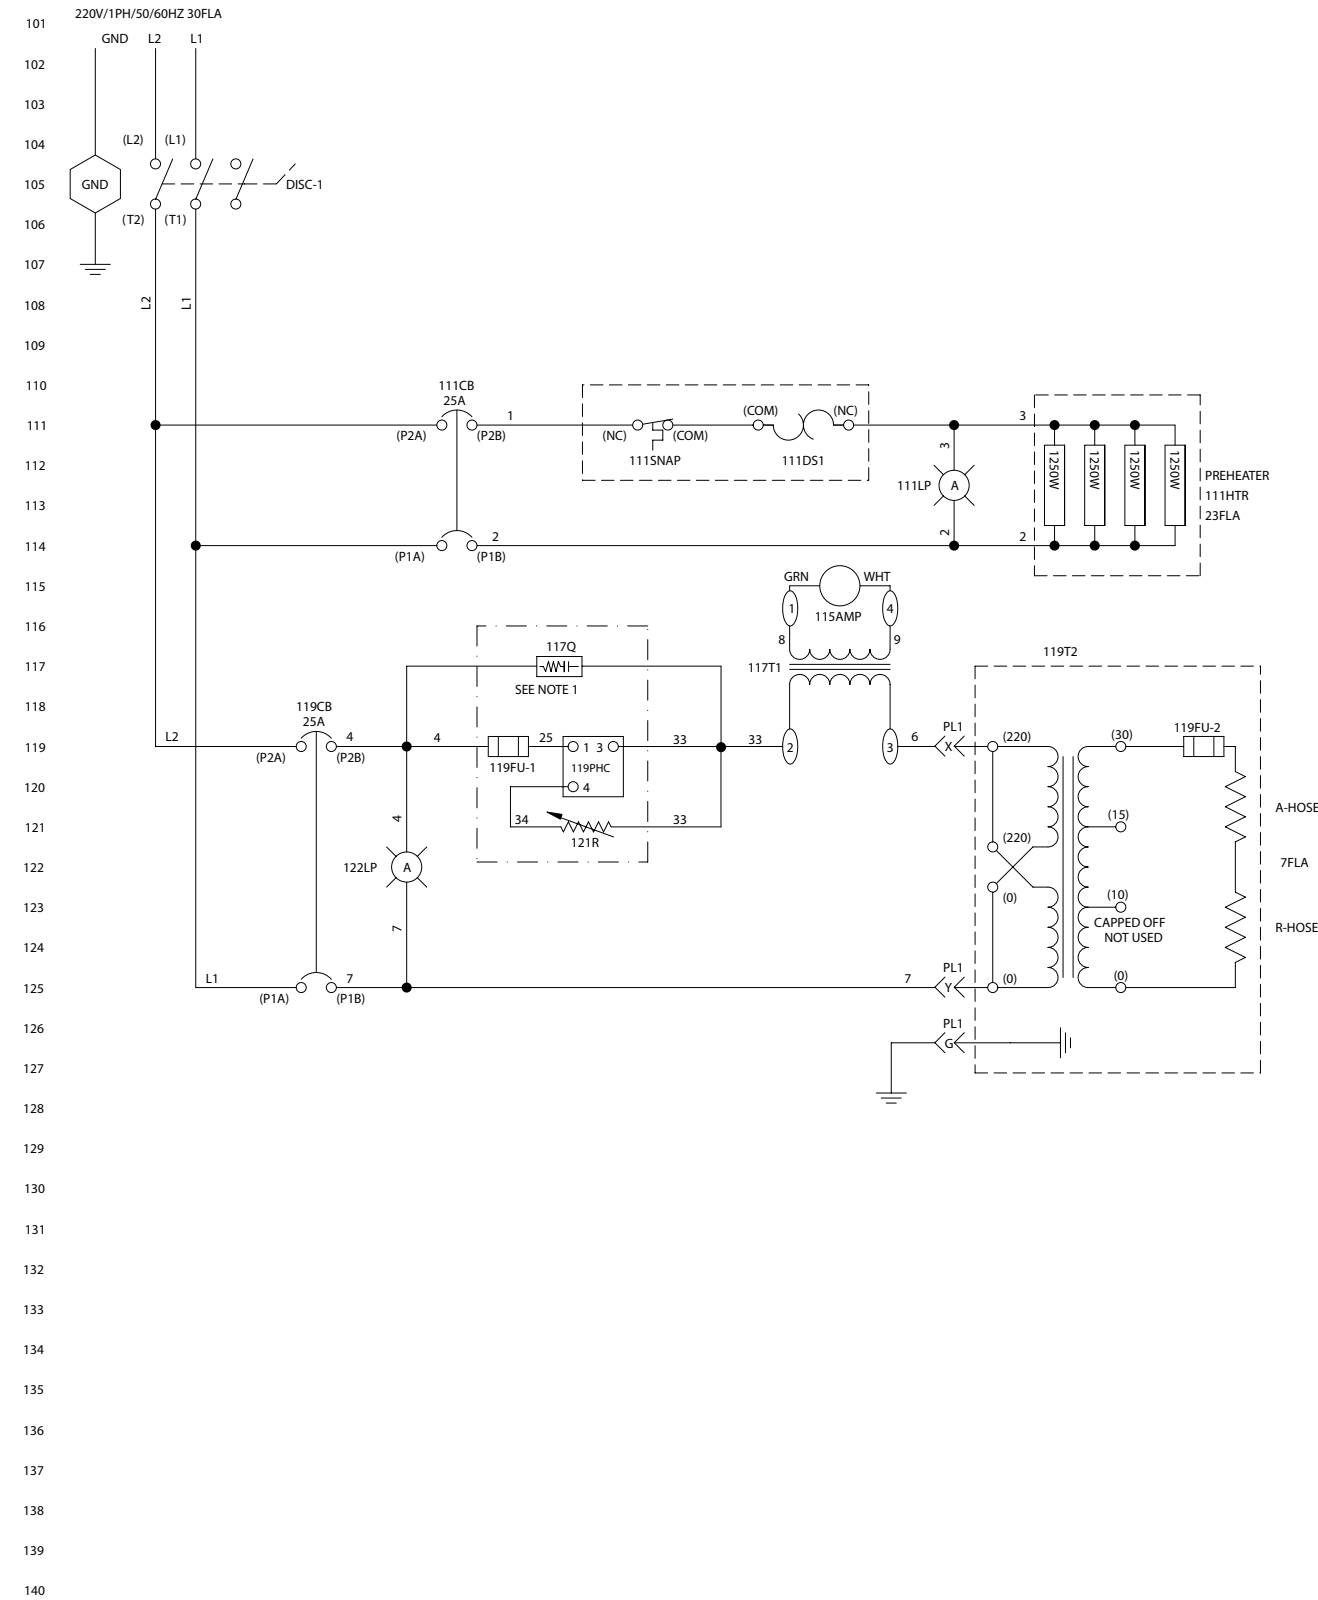 101
220V/1PH/50/60HZ 30FLA
GND L2 L1
102
103
104
(L2) (L1)
105
GND
DISC-1
106
(T2) (T1)
107
108
L2
L1
109
110
111CB
25A
111
(P2A)
(P2B)
1
(NC)
(COM)
111SNAP
(COM)
(NC)
111DS1
3
112
3
111LP
A
1250W
1250W
1250W
1250W
PREHEATER
111HTR
23FLA
113
114
(P1A)
(P1B)
2
2
2
115
GRN
WHT
1
4
115AMP
116
8
9
117Q
119T2
117
117T1
SEE NOTE 1
118
119CB
25A
119
L2
(P2A)
4
(P2B)
4
25
1 3
33
33
2
3
6
PL1
X
(220)
(30)
119FU-2
119FU-1
119PHC
120
4
4
34
33
121
121R
(15)
A-HOSE
122
122LP
A
(220)
7FLA
123
(0)
(10)
CAPPED OFF
NOT USED
7
124
R-HOSE
125
L1
(P1A)
7
(P1B)
7
PL1
Y
(0)
(0)
126
PL1
G
127
128
129
130
131
132
133
134
135
136
137
138
139
140